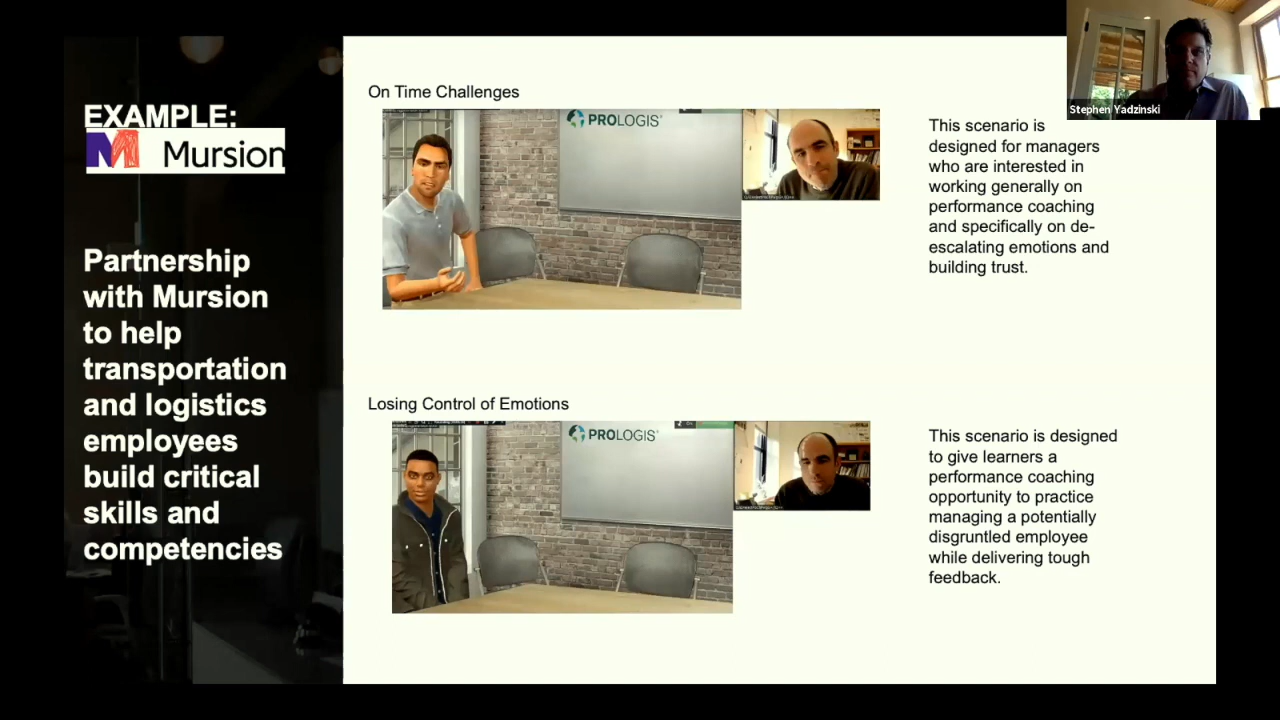 EXAMPLE:
Mursion
Partnership
with Mursion
to help
transportation
and logistics
employees
build critical
skills and
competencies
On Time Challenges
PROLOGIS
This scenario is
designed for managers
who are interested in
working generally on
performance coaching
and specifically on de-
escalating emotions and
building trust.
Losing Control of Emotions
PROLOGIS
This scenario is designed
to give learners a
performance coaching
opportunity to practice
managing a potentially
disgruntled employee
while delivering tough
feedback.
Stephen Yadzinski